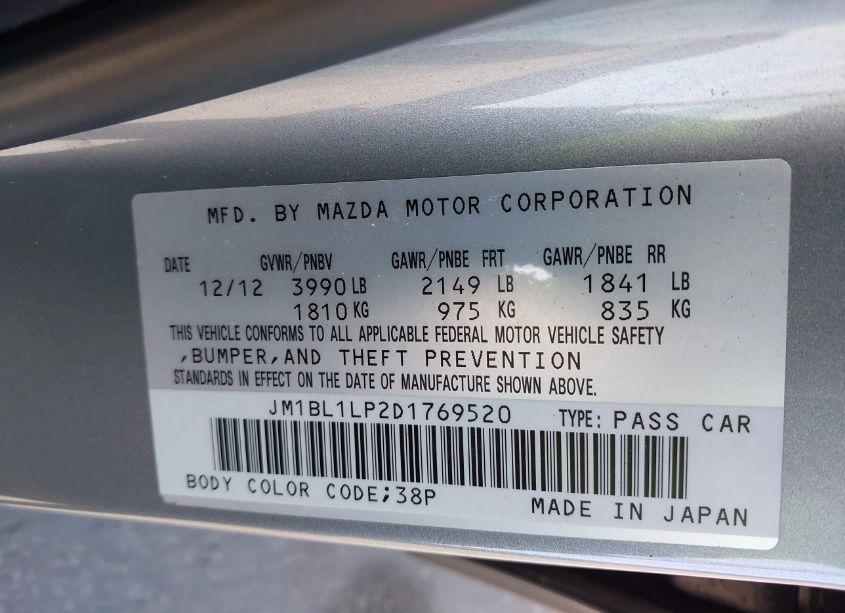 MFD. BY MAZDA MOTOR CORPORATION
DATE GVWR/PNBV GAWR/PNBE FRT GAWR/PNBE RR
12/12 3990 LB 2149 LB 1841 LB
1810 KG 975 KG 835 KG
THIS VEHICLE CONFORMS TO ALL APPLICABLE FEDERAL MOTOR VEHICLE SAFETY
,BUMPER,AND THEFT PREVENTION
STANDARDS IN EFFECT ON THE DATE OF MANUFACTURE SHOWN ABOVE.
JM1BL1LP2D1769520 TYPE: PASS CAR
BODY COLOR CODE;38P MADE IN JAPAN